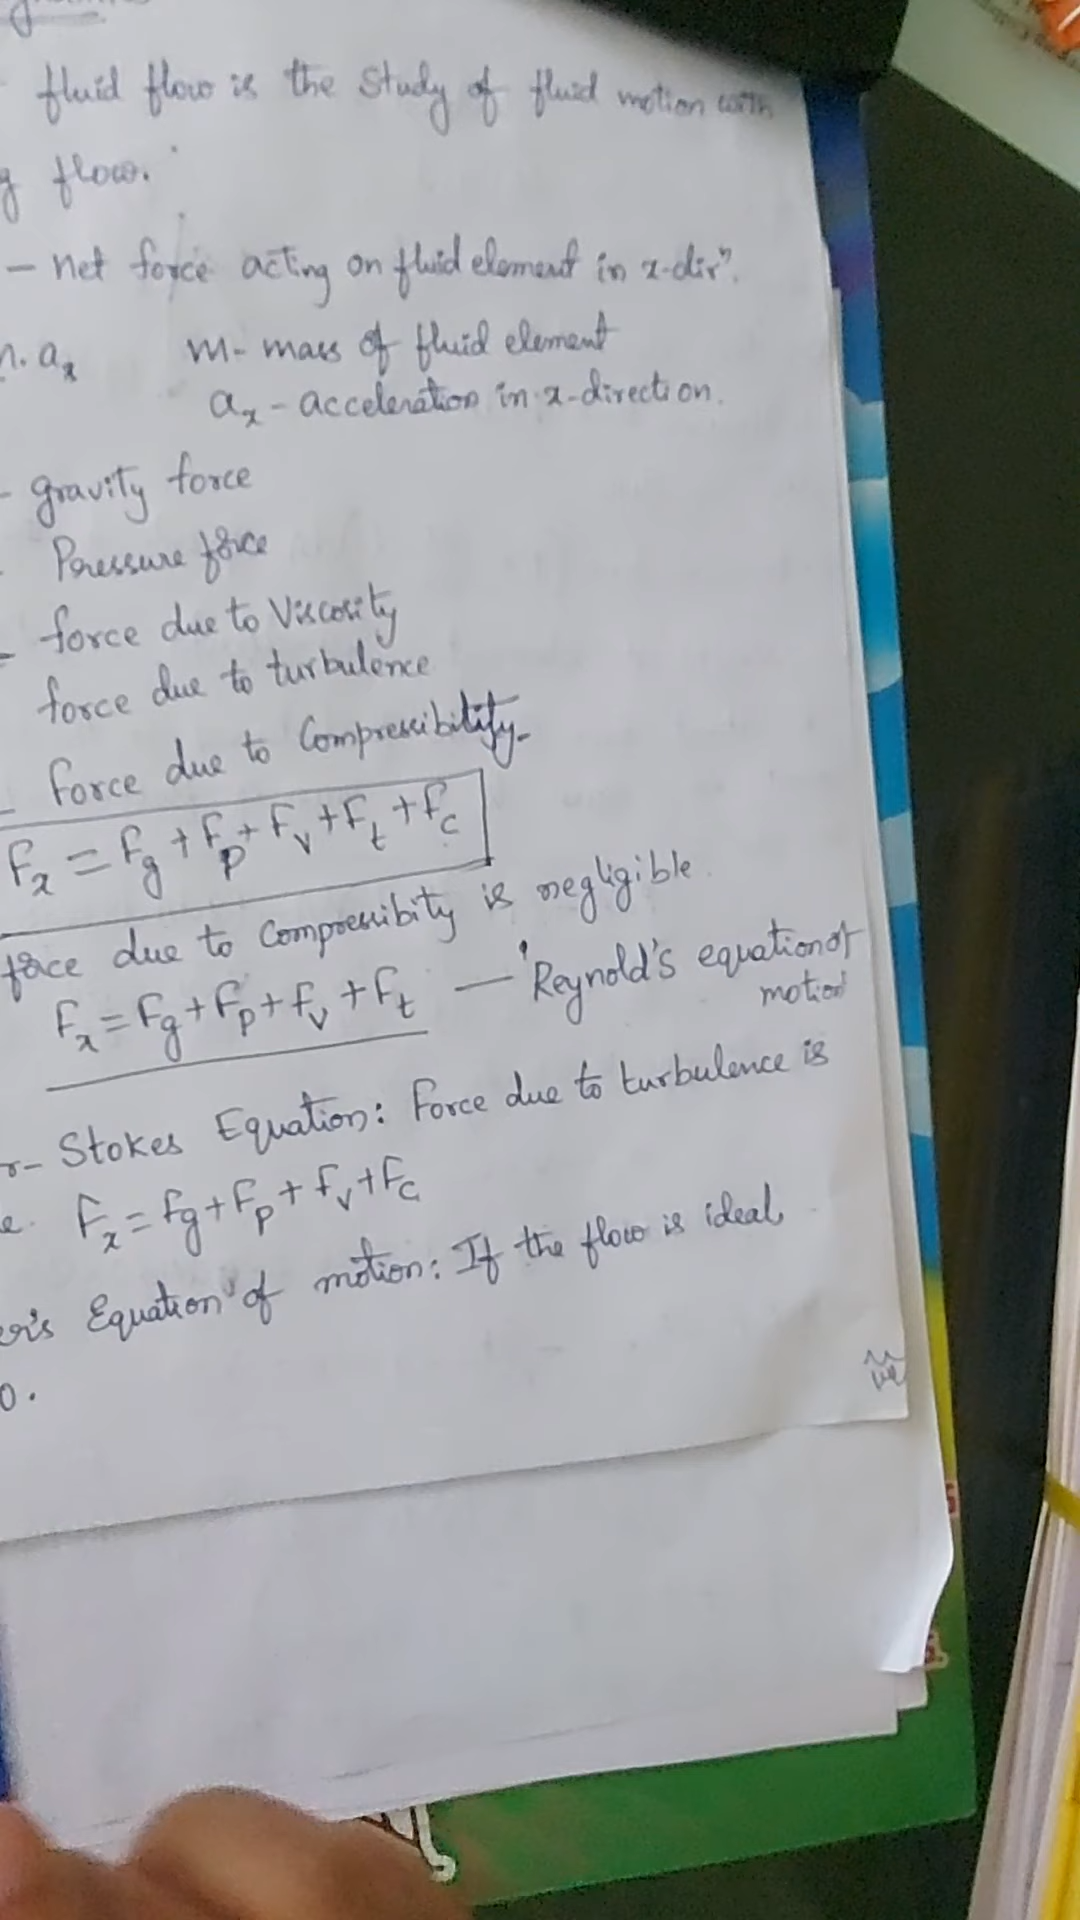 fluid flow is the study of fluid motion with
flow.
- net force acting on fluid element in x-dirⁿ.
. aₓ m- mass of fluid element
aₓ - acceleration in x-direction.
- gravity force
Pressure force
- force due to Viscosity
force due to turbulence
- Force due to Compressibility.
Fₓ = Fg + Fp + Fv + Ft + Fc
force due to Compressibity is negligible.
Fₓ = Fg + Fp + Fv + Ft — Reynold's equation of
motion
- Stokes Equation: Force due to turbulence is
e. Fₓ = Fg + Fp + Fv + Fc
er's Equation of motion: If the flow is ideal,
0.